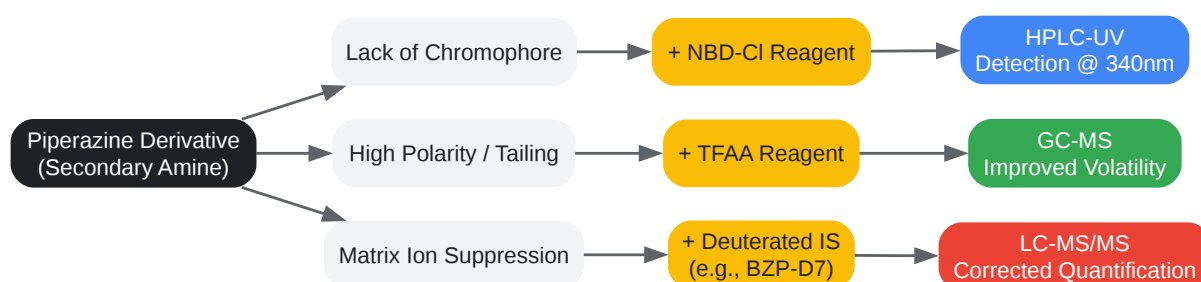 Lack of Chromophore
+ NBD-Cl Reagent
HPLC-UV
Detection @ 340nm
Piperazine Derivative
(Secondary Amine)
High Polarity / Tailing
+ TFAA Reagent
GC-MS
Improved Volatility
Matrix Ion Suppression
+ Deuterated IS
(e.g., BZP-D7)
LC-MS/MS
Corrected Quantification